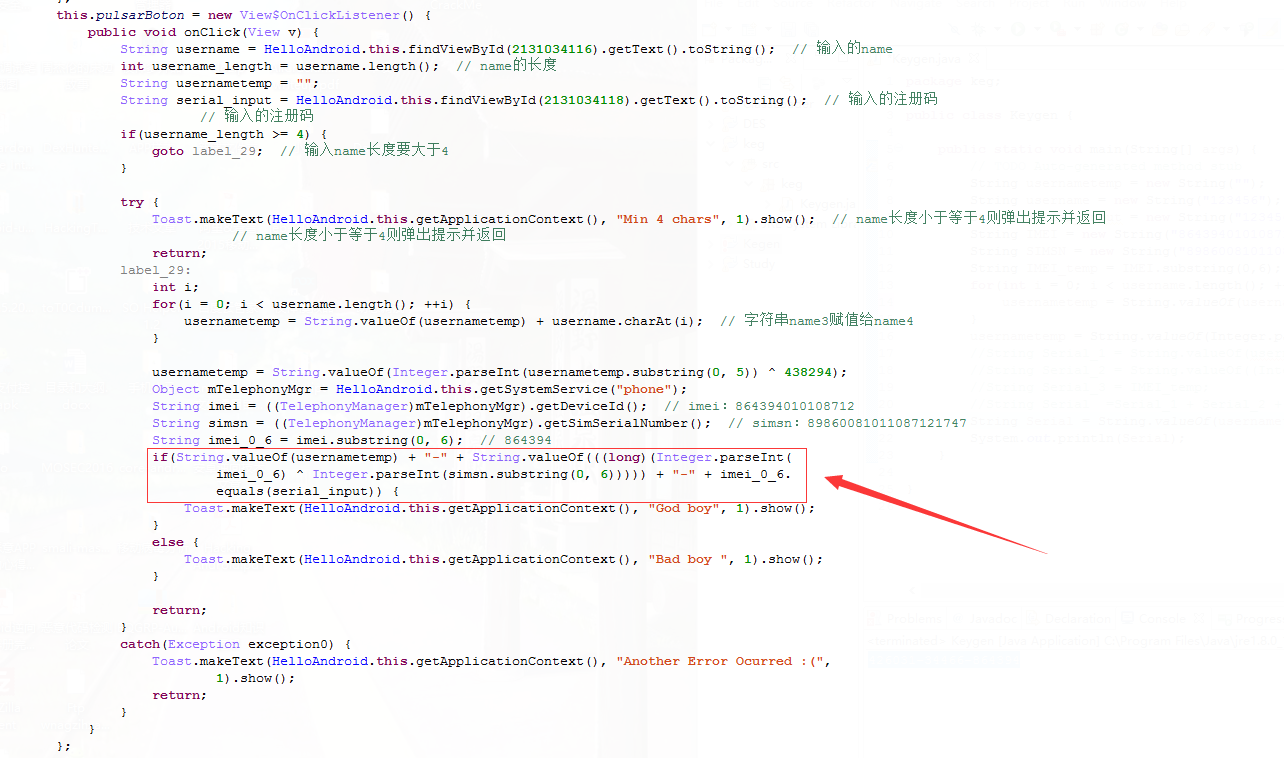 };
this.pulsarBoton = new View$OnClickListener() {
public void onClick(View v) {
String username = HelloAndroid.this.findViewById(2131034116).getText().toString();  // 输入的name
int username_length = username.length();  // name的长度
String usernametemp = "";
String serial_input = HelloAndroid.this.findViewById(2131034118).getText().toString();  // 输入的注册码
// 输入的注册码
if(username_length >= 4) {
goto label_29;  // 输入name长度要大于4
}
try {
Toast.makeText(HelloAndroid.this.getApplicationContext(), "Min 4 chars", 1).show();  // name长度小于等于4则弹出提示并返回
// name长度小于等于4则弹出提示并返回
return;
label_29:
int i;
for(i = 0; i < username.length(); ++i) {
usernametemp = String.valueOf(usernametemp) + username.charAt(i);  // 字符串name3赋值给name4
}
usernametemp = String.valueOf(Integer.parseInt(usernametemp.substring(0, 5)) ^ 438294);
Object mTelephonyMgr = HelloAndroid.this.getSystemService("phone");
String imei = ((TelephonyManager)mTelephonyMgr).getDeviceId();  // imei：864394010108712
String simsn = ((TelephonyManager)mTelephonyMgr).getSimSerialNumber();  // simsn：89860081011087121747
String imei_0_6 = imei.substring(0, 6);  // 864394
if(String.valueOf(usernametemp) + "-" + String.valueOf(((long)(Integer.parseInt(
imei_0_6) ^ Integer.parseInt(simsn.substring(0, 6))))) + "-" + imei_0_6.
equals(serial_input)) {
Toast.makeText(HelloAndroid.this.getApplicationContext(), "God boy", 1).show();
}
else {
Toast.makeText(HelloAndroid.this.getApplicationContext(), "Bad boy ", 1).show();
}
return;
}
catch(Exception exception0) {
Toast.makeText(HelloAndroid.this.getApplicationContext(), "Another Error Ocurred :(",
1).show();
return;
}
}
};